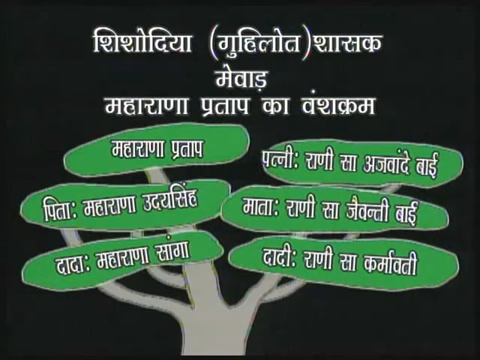 शिशोदिया (गुहिलोत) शासक
मेवाड़
महाराणा प्रताप का वंशक्रम
महाराणा प्रताप
पत्नी: राणी सा अजवांदे बाई
पिता: महाराणा उदयसिंह
माता: राणी सा जैवन्ती बाई
दादा: महाराणा सांगा
दादी: राणी सा कर्मावती